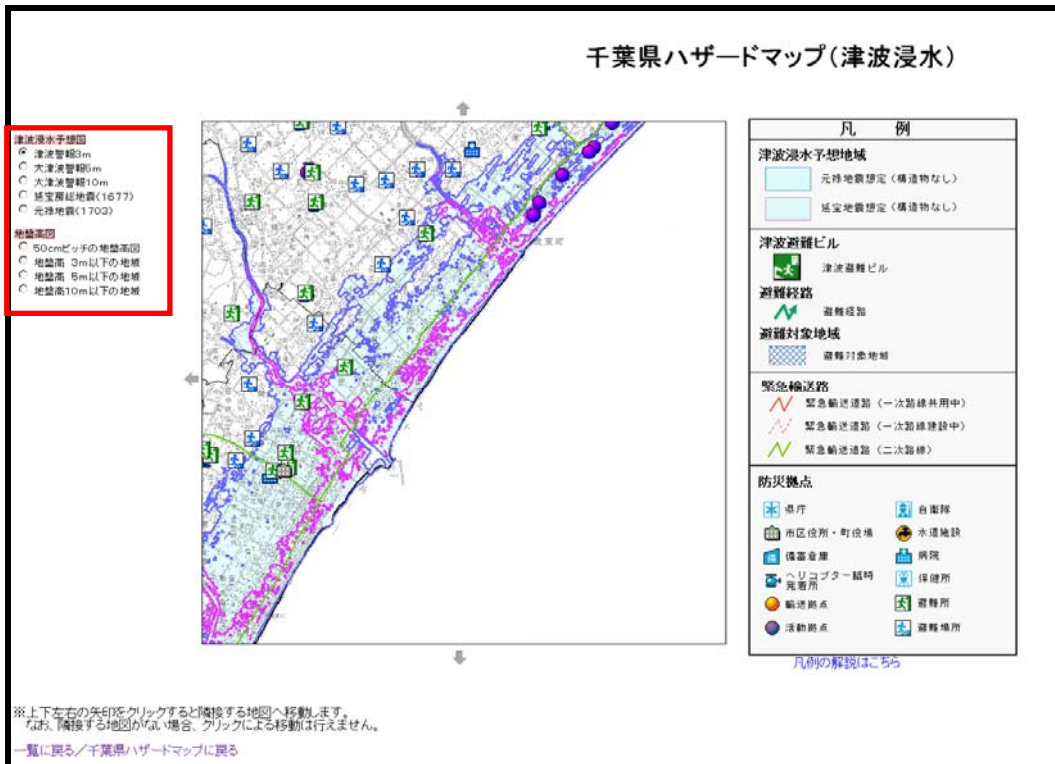 千葉県ハザードマップ（津波浸水）
津波浸水予想図
津波警報3m
大津波警報5m
大津波警報10m
延宝房総地震(1677)
元禄地震(1703)
地盤高図
50cmピッチの地盤高図
地盤高 3m以下の地域
地盤高 5m以下の地域
地盤高10m以下の地域
凡　例
津波浸水予想地域
元禄地震想定（構造物なし）
延宝地震想定（構造物なし）
津波避難ビル
津波避難ビル
避難経路
避難経路
避難対象地域
避難対象地域
緊急輸送路
緊急輸送道路（一次路線共用中）
緊急輸送道路（一次路線建設中）
緊急輸送道路（二次路線）
防災拠点
県庁
自衛隊
市区役所・町役場
水道施設
備蓄倉庫
病院
ヘリコプター臨時
発着所
保健所
輸送拠点
避難所
活動拠点
避難場所
凡例の解説はこちら
※上下左右の矢印をクリックすると隣接する地図へ移動します。
なお、隣接する地図がない場合、クリックによる移動は行えません。
一覧に戻る／千葉県ハザードマップに戻る